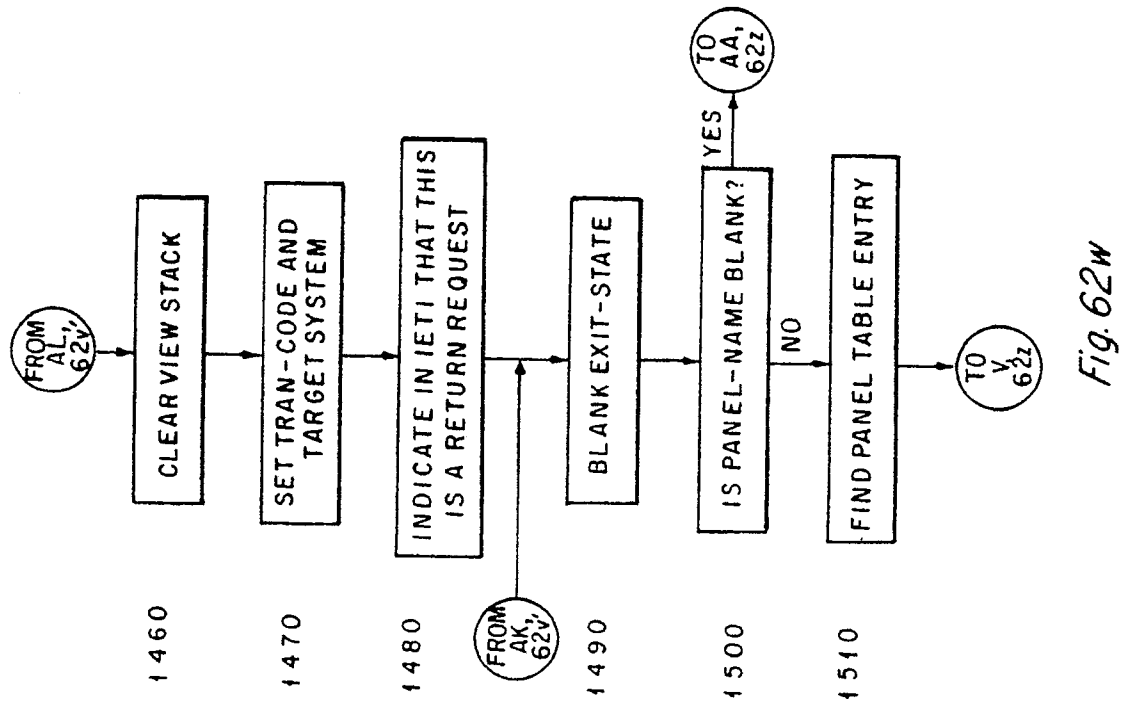 FROM
AL,
62v,
1460
CLEAR VIEW STACK
1470
SET TRAN-CODE AND
TARGET SYSTEM
1480
INDICATE IN IETI THAT THIS
IS A RETURN REQUEST
FROM
AK,
62v,
1490
BLANK EXIT-STATE
1500
IS PANEL-NAME BLANK?
YES
TO
AA,
62z
NO
1510
FIND PANEL TABLE ENTRY
TO
V,
62z
Fig. 62w